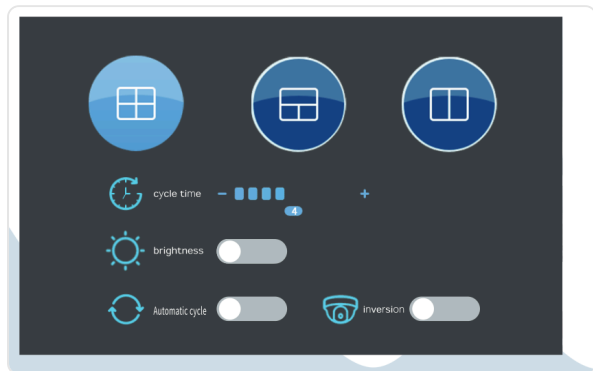 cycle time - +
4
brightness
Automatic cycle
inversion